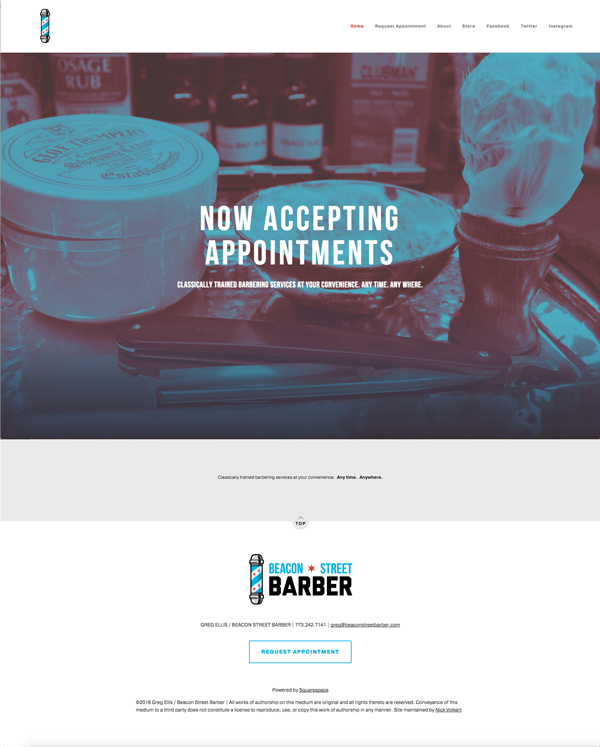 Home Request Appointment About Store Facebook Twitter Instagram
OSAGE
RUB
CLUBMAN
NOW ACCEPTING
APPOINTMENTS
CLASSICALLY TRAINED BARBERING SERVICES AT YOUR CONVENIENCE. ANY TIME. ANY WHERE.
Classically trained barbering services at your convenience. Any time. Anywhere.
TOP
BEACON STREET
BARBER
GREG ELLIS / BEACON STREET BARBER | 773.242.7141 | greg@beaconstreetbarber.com
REQUEST APPOINTMENT
Powered by Squarespace
©2016 Greg Ellis / Beacon Street Barber | All works of authorship on this medium are original and all rights thereto are reserved. Conveyance of this
medium to a third party does not constitute a license to reproduce, use, or copy this work of authorship in any manner. Site maintained by Nick Volkert